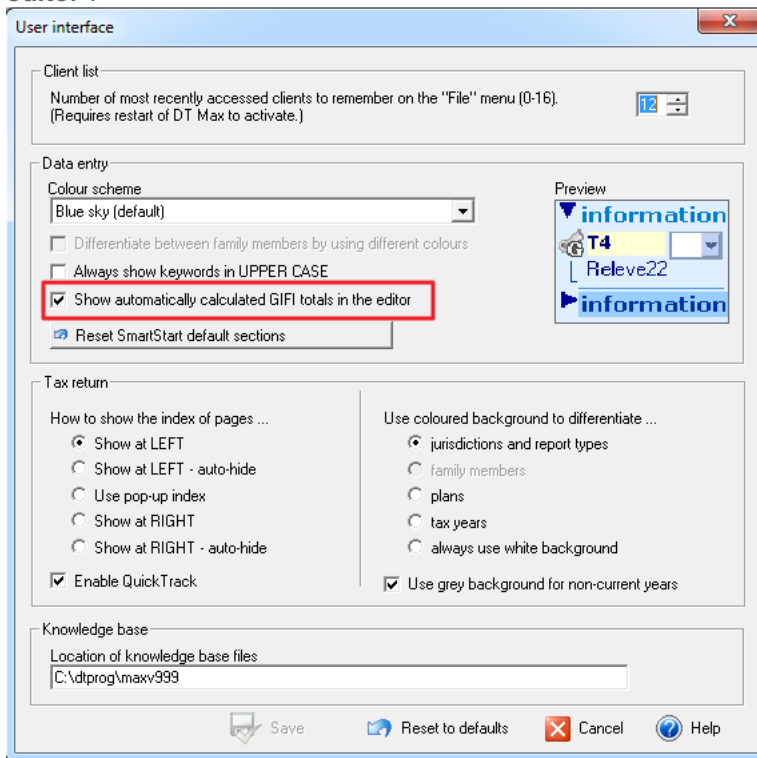 User interface
Client list
Number of most recently accessed clients to remember on the "File" menu (0-16).
(Requires restart of DT Max to activate.)
12
Data entry
Colour scheme
Blue sky (default)
Differentiate between family members by using different colours
Always show keywords in UPPER CASE
Show automatically calculated GIFI totals in the editor
Reset SmartStart default sections
Preview
information
T4
Releve22
information
Tax return
How to show the index of pages ...
Show at LEFT
Show at LEFT - auto-hide
Use pop-up index
Show at RIGHT
Show at RIGHT - auto-hide
Enable QuickTrack
Use coloured background to differentiate ...
jurisdictions and report types
family members
plans
tax years
always use white background
Use grey background for non-current years
Knowledge base
Location of knowledge base files
C:\dtprog\maxv999
Save
Reset to defaults
Cancel
Help